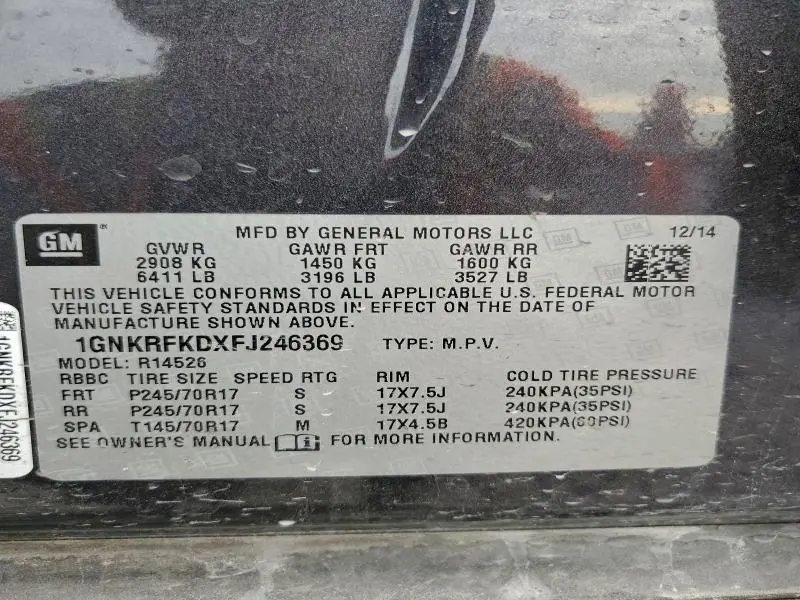 GM
MFD BY GENERAL MOTORS LLC
12/14
GVWR GAWR FRT GAWR RR
2908 KG 1450 KG 1600 KG
6411 LB 3196 LB 3527 LB
THIS VEHICLE CONFORMS TO ALL APPLICABLE U.S. FEDERAL MOTOR
VEHICLE SAFETY STANDARDS IN EFFECT ON THE DATE OF
MANUFACTURE SHOWN ABOVE.
1GNKRFKDXFJ246369 TYPE: M.P.V.
MODEL: R14526
RBBC TIRE SIZE SPEED RTG RIM COLD TIRE PRESSURE
FRT P245/70R17 S 17X7.5J 240KPA(35PSI)
RR P245/70R17 S 17X7.5J 240KPA(35PSI)
SPA T145/70R17 M 17X4.5B 420KPA(60PSI)
SEE OWNER'S MANUAL FOR MORE INFORMATION.
1GNKRFKDXFJ246369